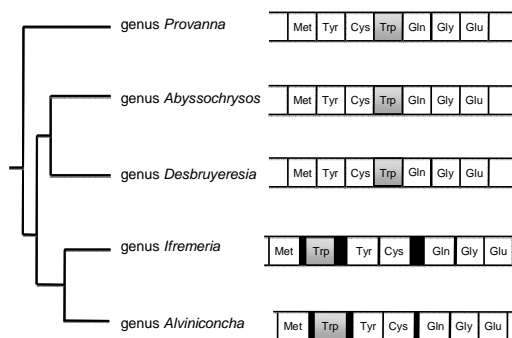 genus Provanna Met Tyr Cys Trp Gln Gly Glu
genus Abyssochrysos Met Tyr Cys Trp Gln Gly Glu
genus Desbruyeresia Met Tyr Cys Trp Gln Gly Glu
genus Ifremeria Met Trp Tyr Cys Gln Gly Glu
genus Alviniconcha Met Trp Tyr Cys Gln Gly Glu